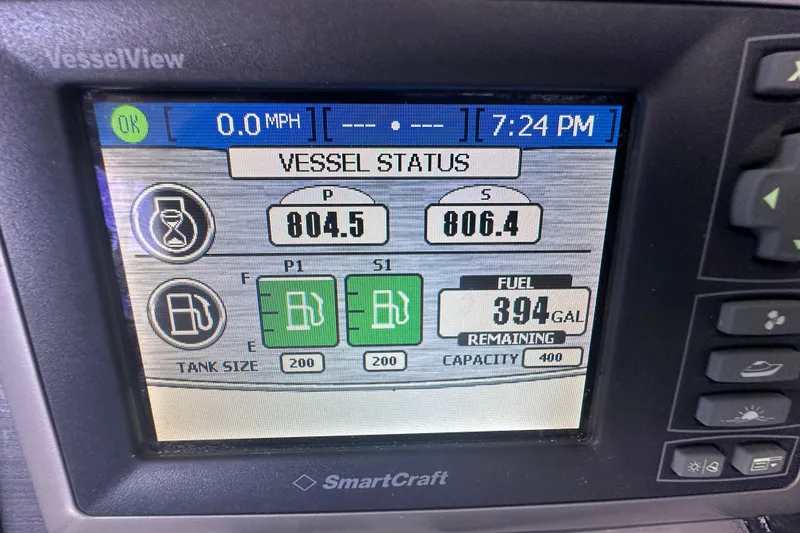 VesselView
OK 0.0 MPH --- • --- 7:24 PM
VESSEL STATUS
P S
804.5 806.4
P1 S1
F FUEL
394 GAL
E REMAINING
TANK SIZE 200 200 CAPACITY 400
SmartCraft